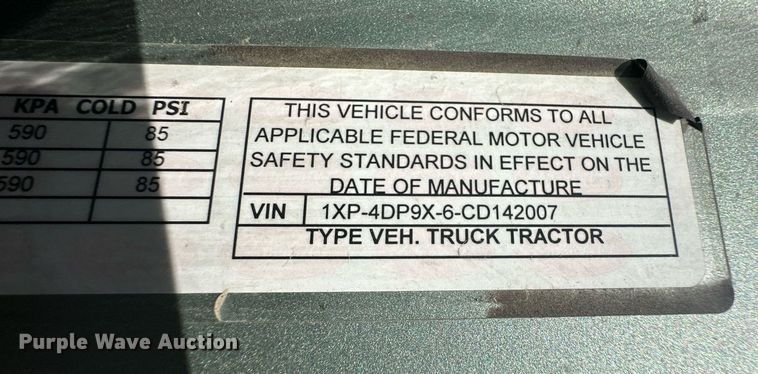 KPA COLD PSI
590 85
590 85
590 85
THIS VEHICLE CONFORMS TO ALL
APPLICABLE FEDERAL MOTOR VEHICLE
SAFETY STANDARDS IN EFFECT ON THE
DATE OF MANUFACTURE
VIN 1XP-4DP9X-6-CD142007
TYPE VEH. TRUCK TRACTOR
Purple Wave Auction